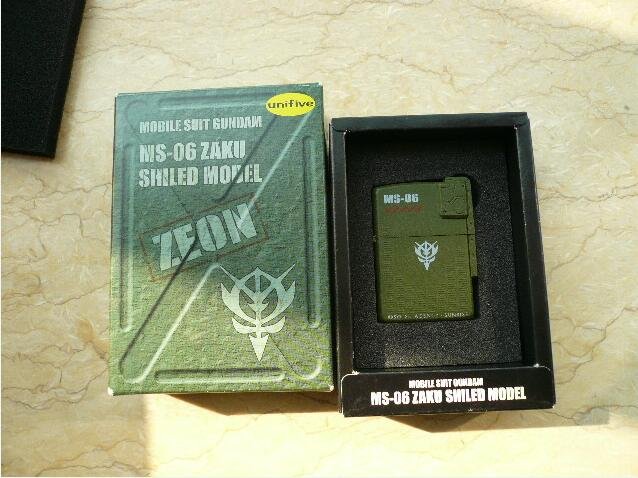 unifive
MOBILE SUIT GUNDAM
MS-06 ZAKU
SHILED MODEL
ZEON
MS-06
MOBILE SUIT GUNDAM
MS-06 ZAKU SHILED MODEL